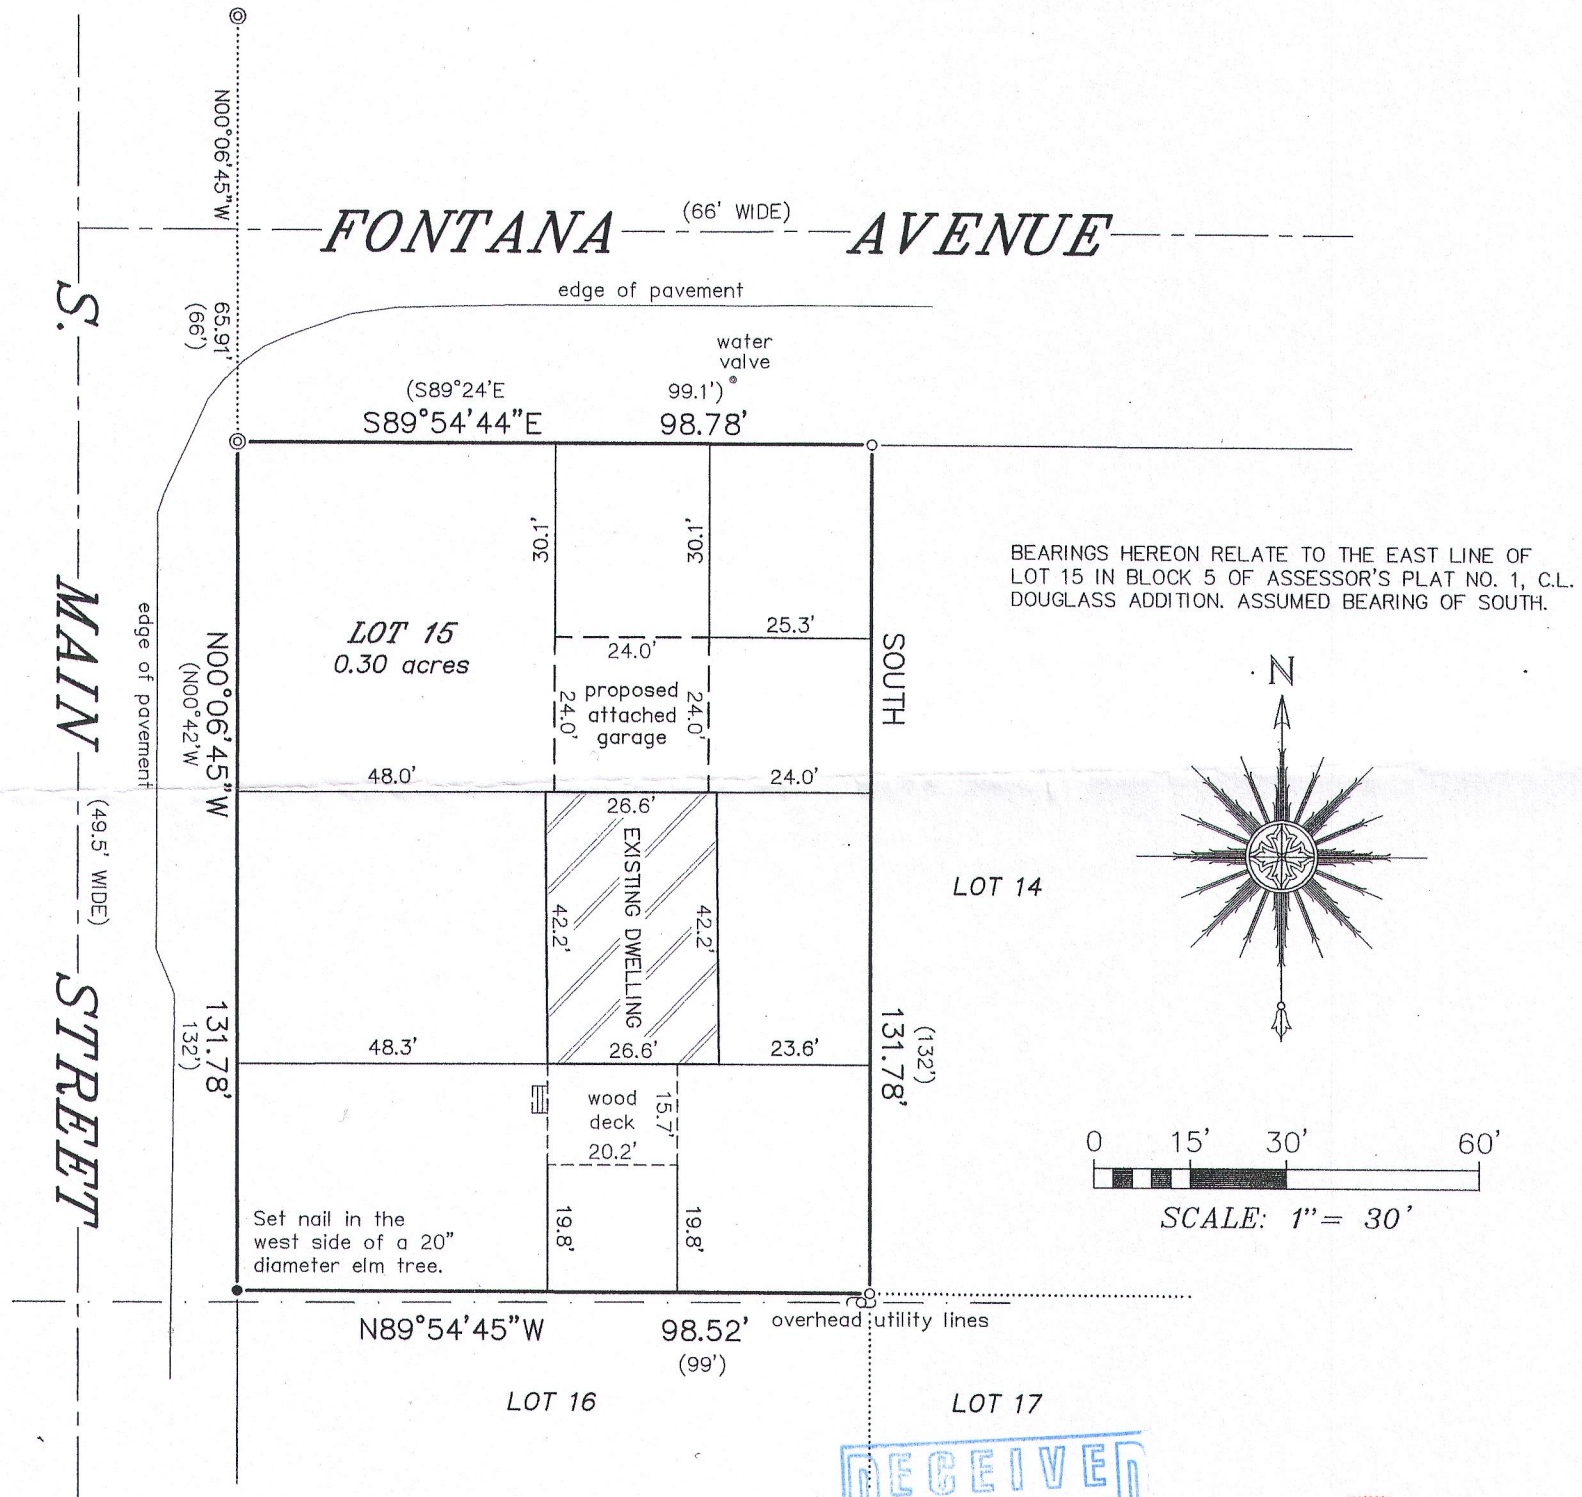 N00°06'45"W
FONTANA (66' WIDE) AVENUE
edge of pavement
65.91'
(66')
water
valve
(S89°24'E 99.1')
S89°54'44"E 98.78'
S. MAIN STREET
(49.5' WIDE)
edge of pavement
N00°06'45"W 131.78'
(N00°42'W 132')
30.1'
30.1'
LOT 15
0.30 acres
25.3'
24.0'
24.0'
24.0'
proposed
attached
garage
48.0'
24.0'
26.6'
EXISTING DWELLING
42.2'
42.2'
48.3'
26.6'
23.6'
wood
deck
15.7'
20.2'
19.8'
19.8'
Set nail in the
west side of a 20"
diameter elm tree.
SOUTH 131.78'
(132')
N89°54'45"W 98.52'
(99')
overhead utility lines
LOT 16
LOT 17
LOT 14
BEARINGS HEREON RELATE TO THE EAST LINE OF
LOT 15 IN BLOCK 5 OF ASSESSOR'S PLAT NO. 1, C.L.
DOUGLASS ADDITION. ASSUMED BEARING OF SOUTH.
N
0 15' 30' 60'
SCALE: 1"= 30'
RECEIVED